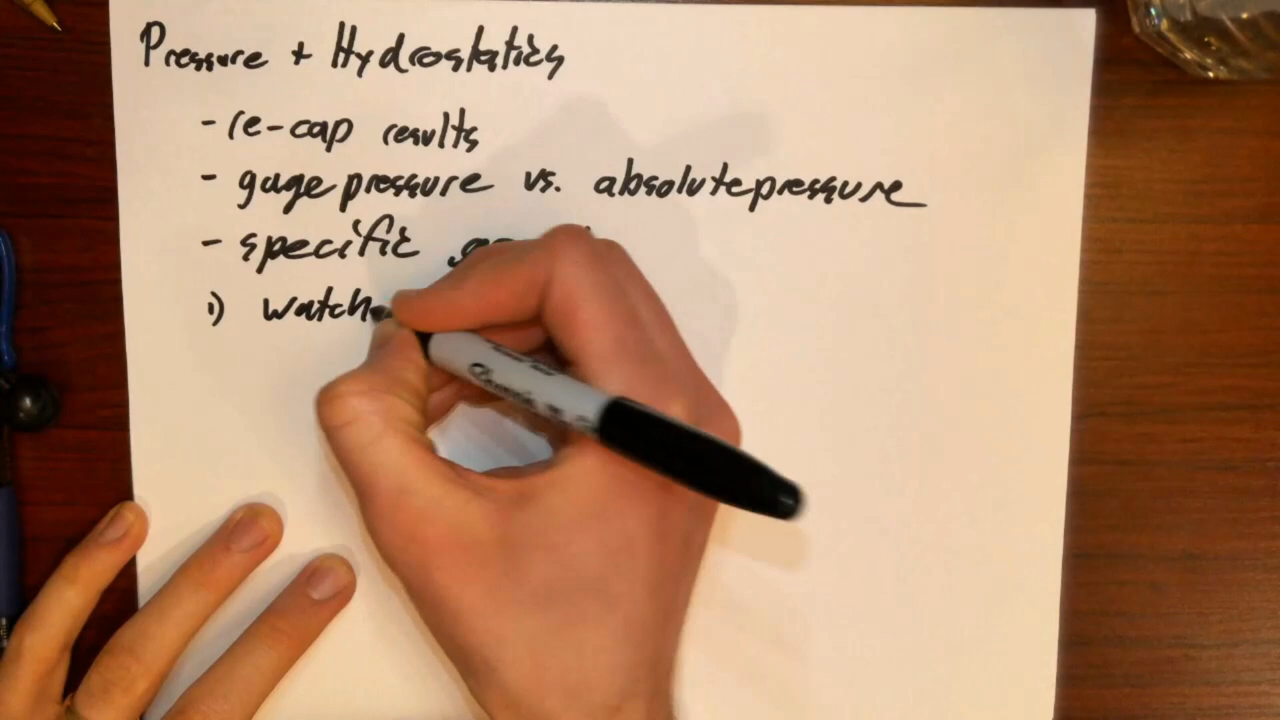 Pressure + Hydrostatics
- re-cap results
- gage pressure vs. absolute pressure
- specific
1) watch